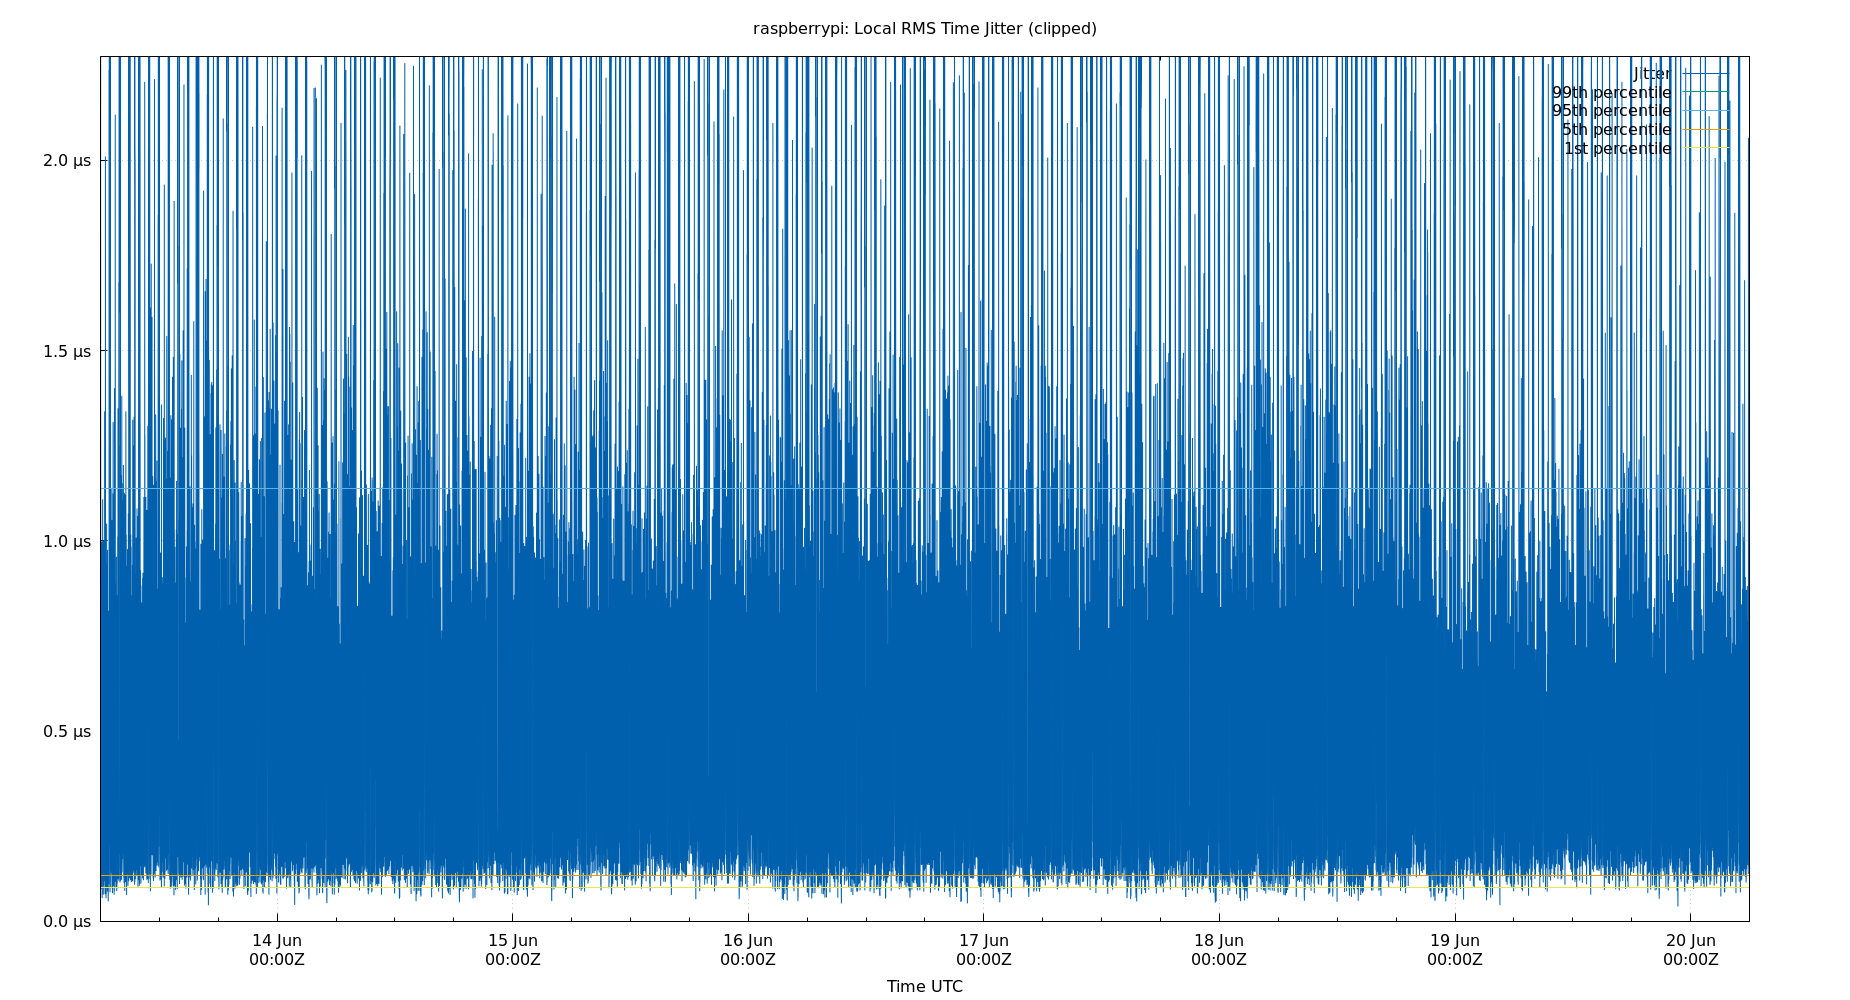 raspberrypi: Local RMS Time Jitter (clipped)
Jitter
99th percentile
95th percentile
5th percentile
1st percentile
2.0 µs
1.5 µs
1.0 µs
0.5 µs
0.0 µs
14 Jun 15 Jun 16 Jun 17 Jun 18 Jun 19 Jun 20 Jun
00:00Z 00:00Z 00:00Z 00:00Z 00:00Z 00:00Z 00:00Z
Time UTC